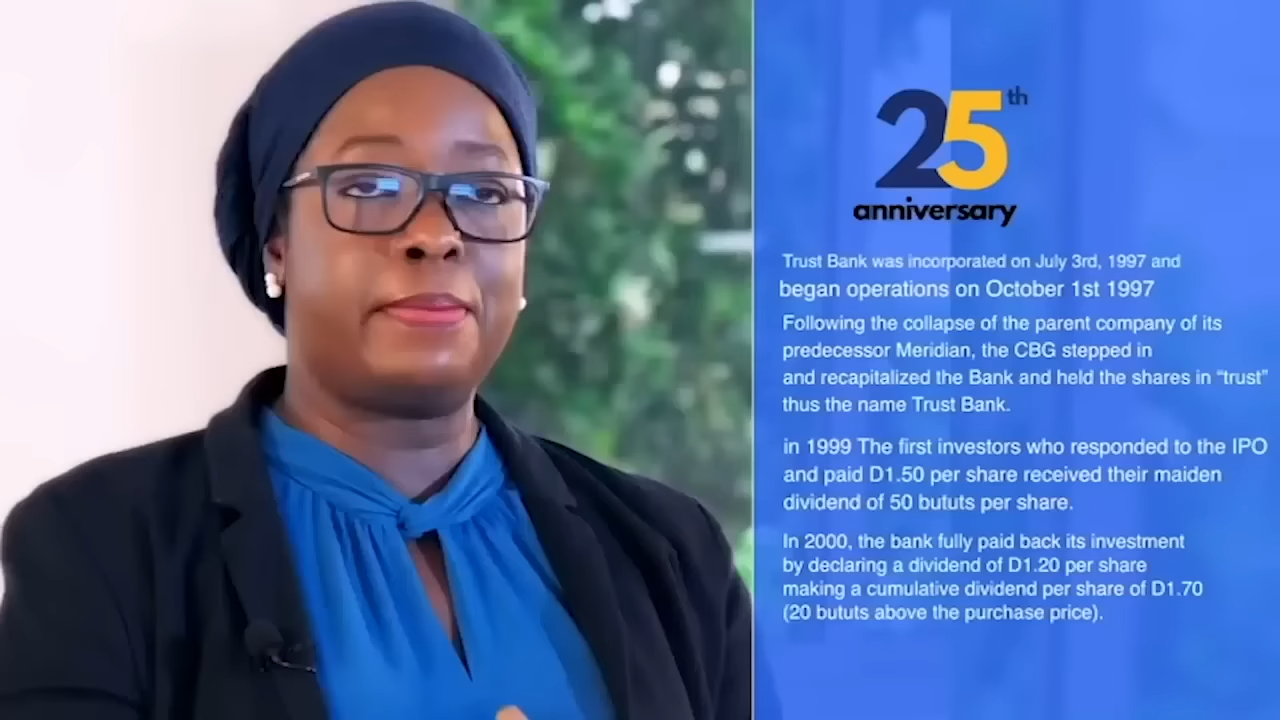 25th
anniversary
Trust Bank was incorporated on July 3rd, 1997 and
began operations on October 1st 1997
Following the collapse of the parent company of its
predecessor Meridian, the CBG stepped in
and recapitalized the Bank and held the shares in “trust”
thus the name Trust Bank.
in 1999 The first investors who responded to the IPO
and paid D1.50 per share received their maiden
dividend of 50 bututs per share.
In 2000, the bank fully paid back its investment
by declaring a dividend of D1.20 per share
making a cumulative dividend per share of D1.70
(20 bututs above the purchase price).